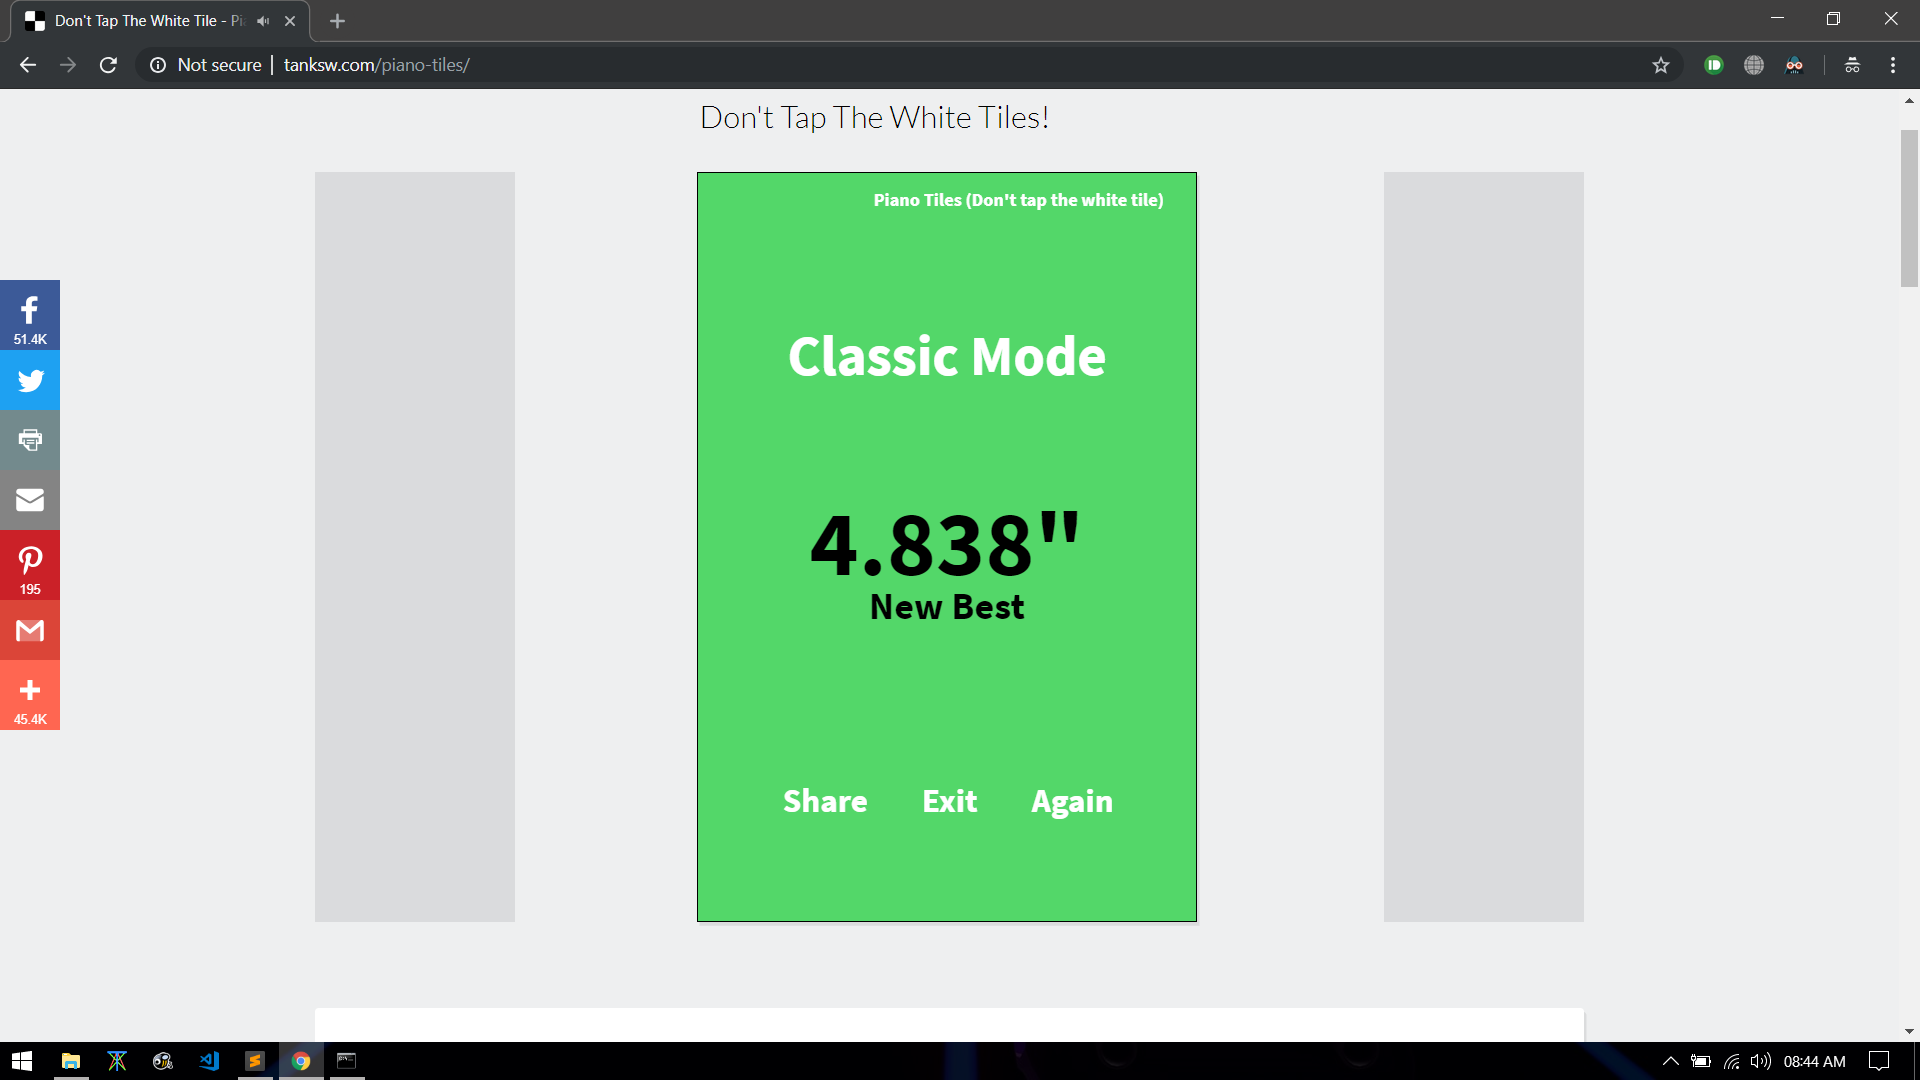 Don't Tap The White Tile - Pi
Not secure | tanksw.com/piano-tiles/
Don't Tap The White Tiles!
Piano Tiles (Don't tap the white tile)
Classic Mode
4.838"
New Best
Share Exit Again
51.4K
195
45.4K
08:44 AM